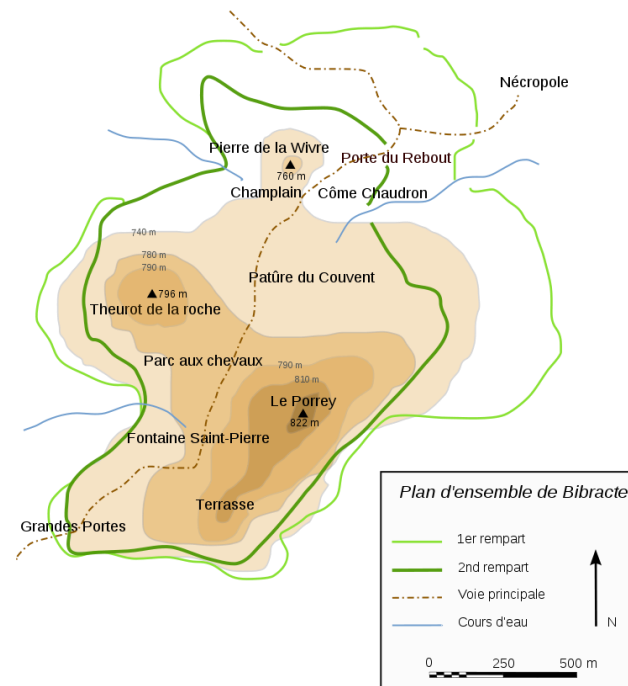 Nécropole
Pierre de la Wivre
Porte du Rebout
760 m
Champlain
Côme Chaudron
740 m
780 m
790 m
Patûre du Couvent
796 m
Theurot de la roche
Parc aux chevaux
790 m
810 m
Le Porrey
822 m
Fontaine Saint-Pierre
Terrasse
Grandes Portes
Plan d'ensemble de Bibracte
1er rempart
2nd rempart
Voie principale
Cours d'eau
N
0 250 500 m